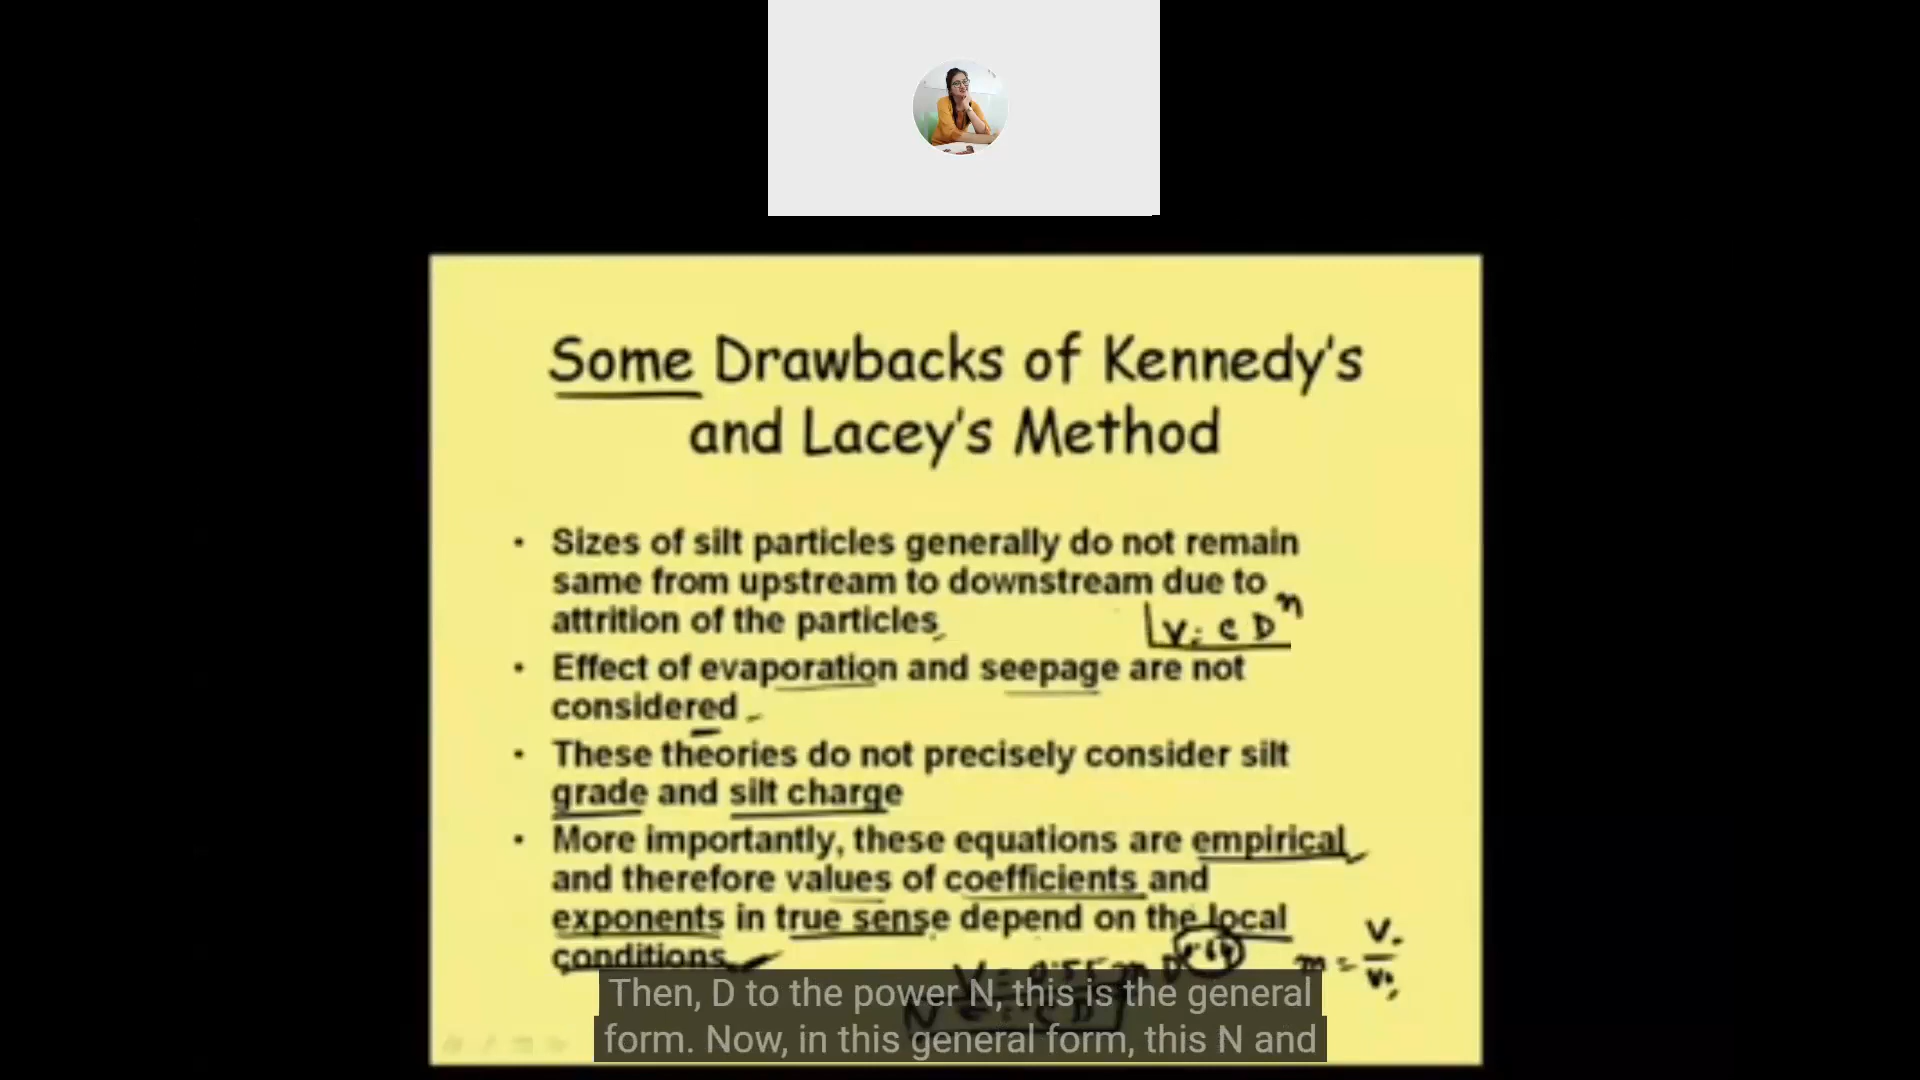 Some Drawbacks of Kennedy's
and Lacey's Method
• Sizes of silt particles generally do not remain
same from upstream to downstream due to
attrition of the particles
V = C D^n
• Effect of evaporation and seepage are not
considered
• These theories do not precisely consider silt
grade and silt charge
• More importantly, these equations are empirical
and therefore values of coefficients and
exponents in true sense depend on the local
conditions
V = 0.55 m D
m = V
Then, D to the power N, this is the general
form. Now, in this general form, this N and